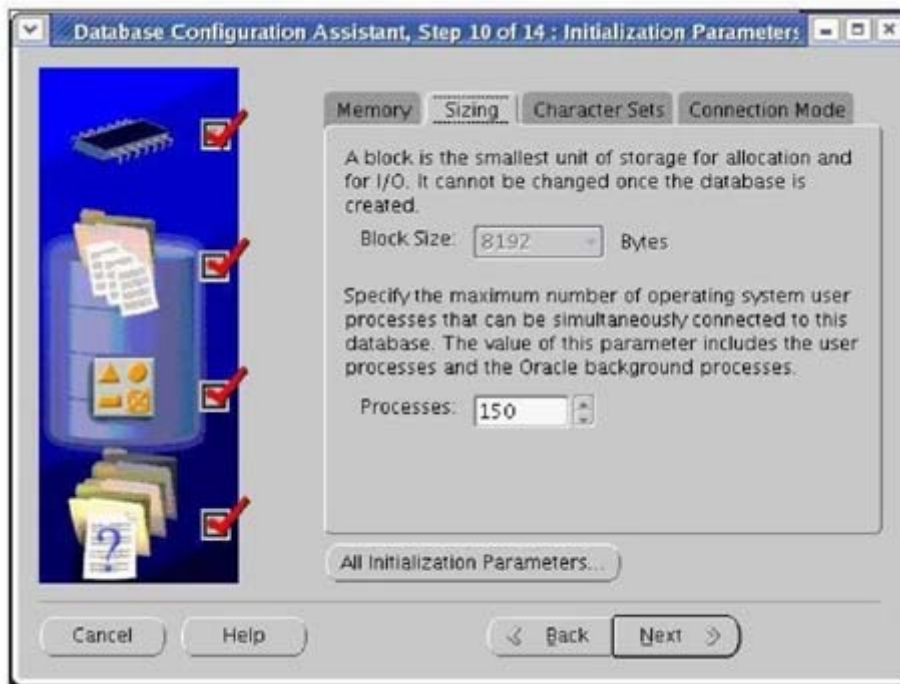 Database Configuration Assistant, Step 10 of 14 : Initialization Parameters
Memory
Sizing
Character Sets
Connection Mode
A block is the smallest unit of storage for allocation and
for I/O. It cannot be changed once the database is
created.
Block Size: 8192 Bytes
Specify the maximum number of operating system user
processes that can be simultaneously connected to this
database. The value of this parameter includes the user
processes and the Oracle background processes.
Processes: 150
?
All Initialization Parameters...
Cancel
Help
Back
Next